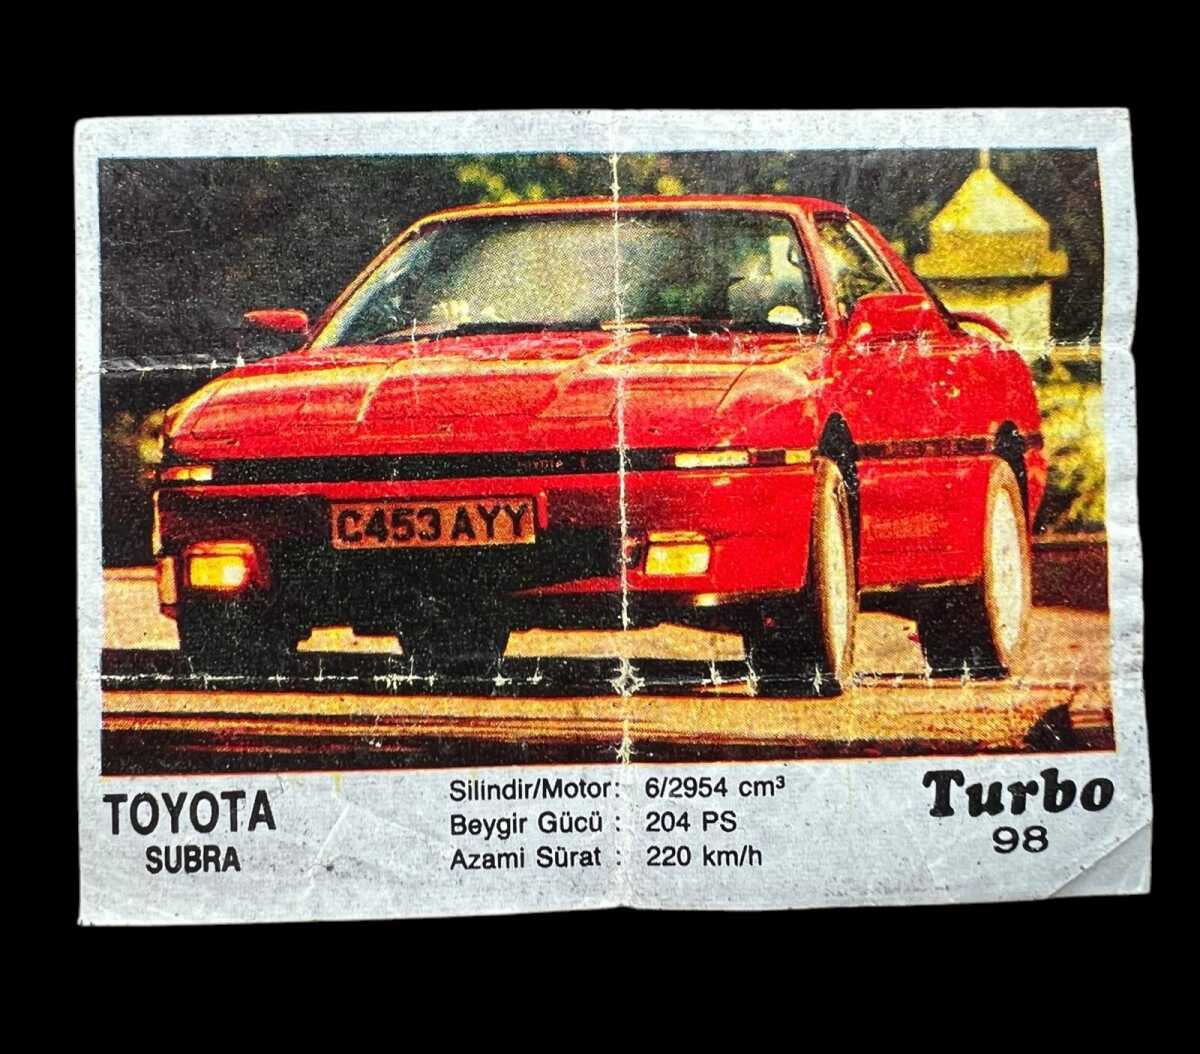 TOYOTA
C453 AYY
TOYOTA
SUBRA
Silindir/Motor: 6/2954 cm³
Beygir Gücü : 204 PS
Azami Sürat : 220 km/h
Turbo
98